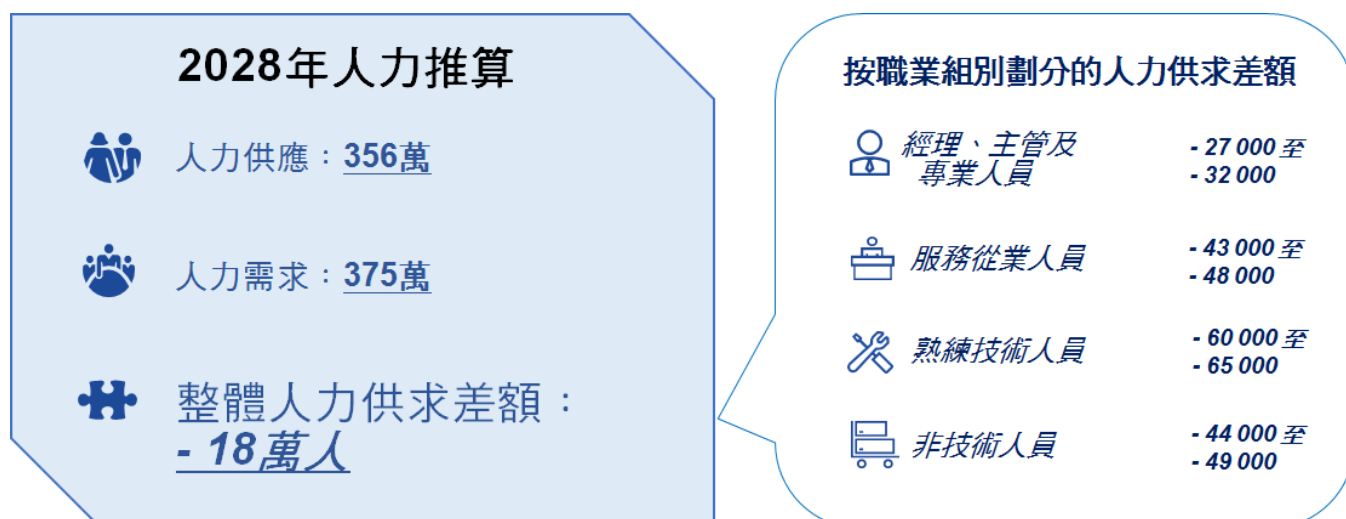 2028年人力推算
人力供應：356萬
人力需求：375萬
整體人力供求差額：
- 18萬人
按職業組別劃分的人力供求差額
經理、主管及
專業人員
- 27 000 至
- 32 000
服務從業人員
- 43 000 至
- 48 000
熟練技術人員
- 60 000 至
- 65 000
非技術人員
- 44 000 至
- 49 000